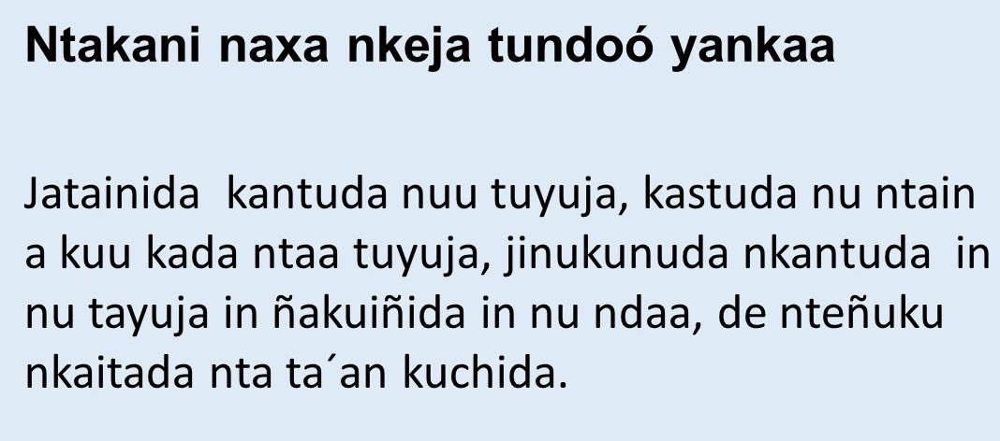 Ntakani naxa nkeja tundoó yankaa
Jatainida kantuda nuu tuyuja, kastuda nu ntain
a kuu kada ntaa tuyuja, jinukunuda nkantuda in
nu tayuja in ñakuiñida in nu ndaa, de nteñuku
nkaitada nta ta´an kuchida.